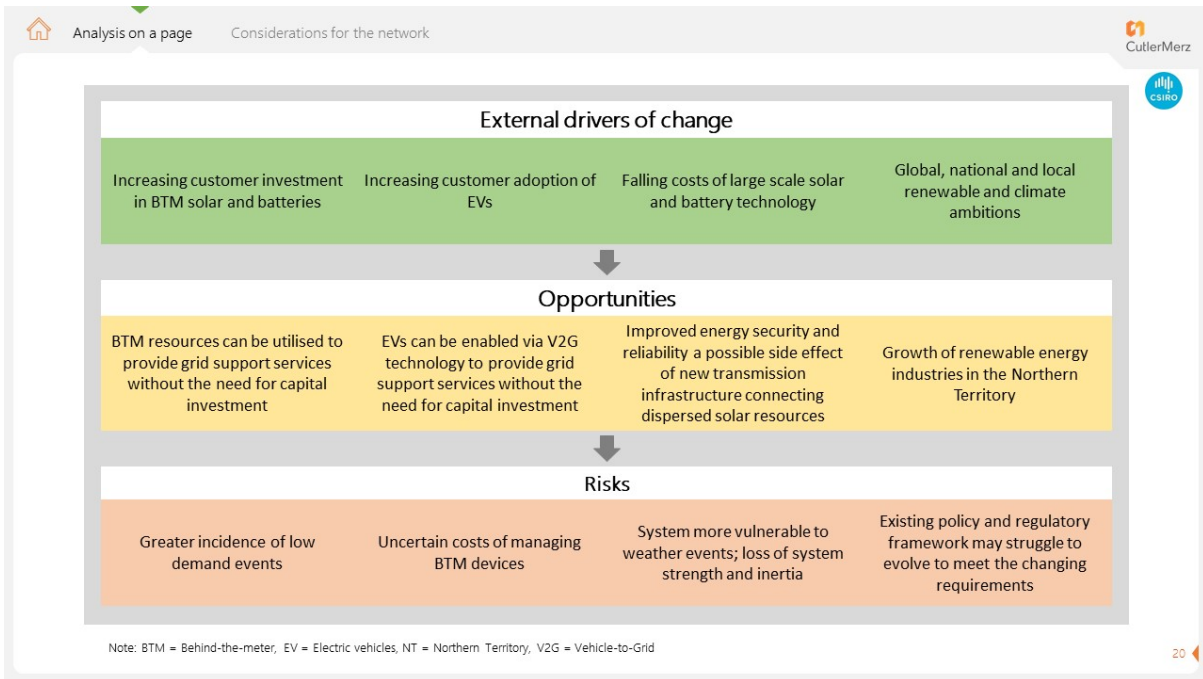 Analysis on a page
Considerations for the network
CutlerMerz
CSIRO
External drivers of change
Increasing customer investment
in BTM solar and batteries
Increasing customer adoption of
EVs
Falling costs of large scale solar
and battery technology
Global, national and local
renewable and climate
ambitions
Opportunities
BTM resources can be utilised to
provide grid support services
without the need for capital
investment
EVs can be enabled via V2G
technology to provide grid
support services without the
need for capital investment
Improved energy security and
reliability a possible side effect
of new transmission
infrastructure connecting
dispersed solar resources
Growth of renewable energy
industries in the Northern
Territory
Risks
Greater incidence of low
demand events
Uncertain costs of managing
BTM devices
System more vulnerable to
weather events; loss of system
strength and inertia
Existing policy and regulatory
framework may struggle to
evolve to meet the changing
requirements
Note: BTM = Behind-the-meter, EV = Electric vehicles, NT = Northern Territory, V2G = Vehicle-to-Grid
20